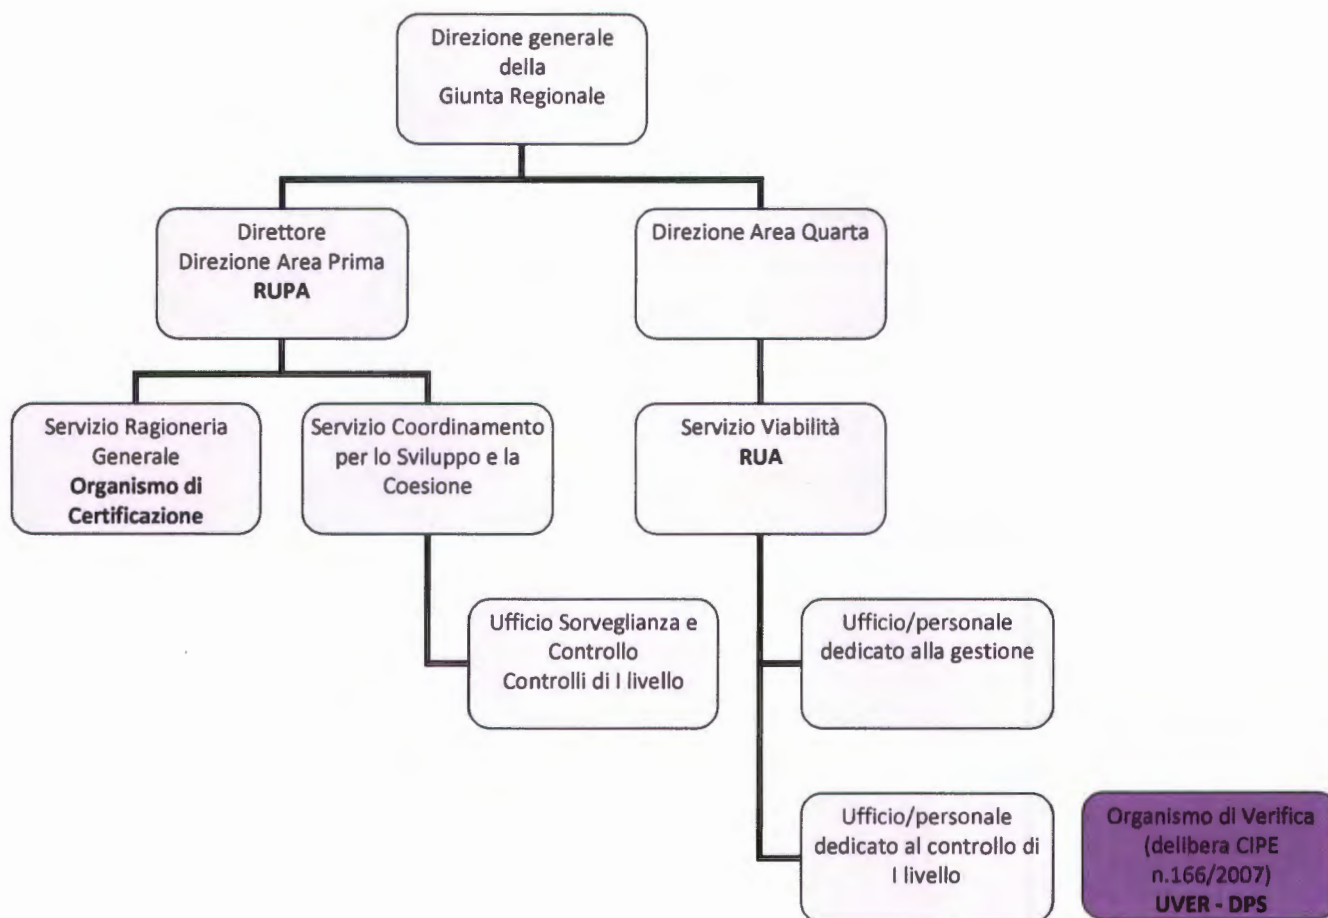 Direzione generale
della
Giunta Regionale
Direttore
Direzione Area Prima
RUPA
Direzione Area Quarta
Servizio Ragioneria
Generale
Organismo di
Certificazione
Servizio Coordinamento
per lo Sviluppo e la
Coesione
Servizio Viabilità
RUA
Ufficio Sorveglianza e
Controllo
Controlli di I livello
Ufficio/personale
dedicato alla gestione
Ufficio/personale
dedicato al controllo di
I livello
Organismo di Verifica
(delibera CIPE
n.166/2007)
UVER - DPS